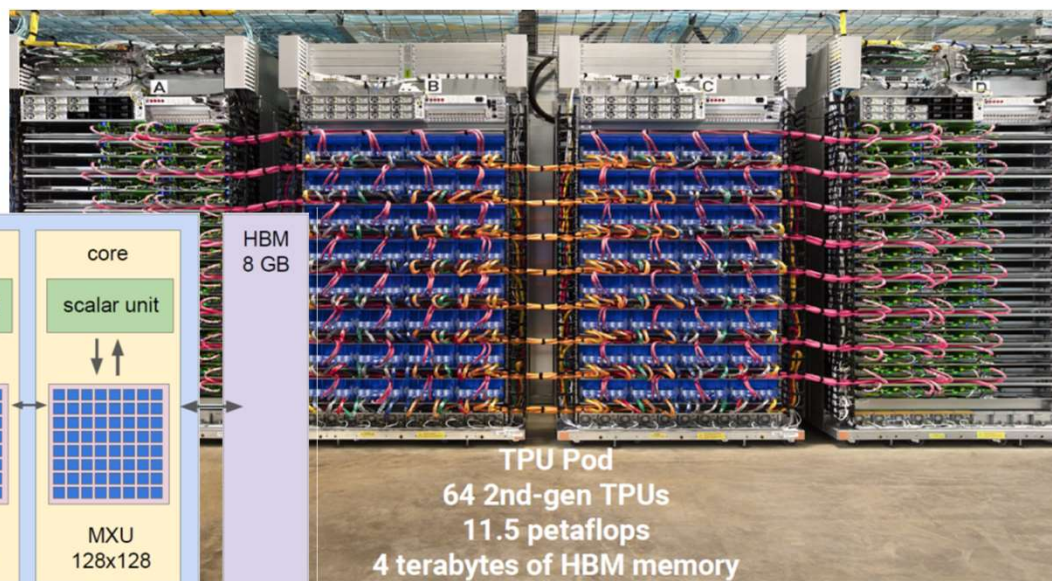 A
B
C
D
core
HBM
8 GB
scalar unit
MXU
128x128
TPU Pod
64 2nd-gen TPUs
11.5 petaflops
4 terabytes of HBM memory